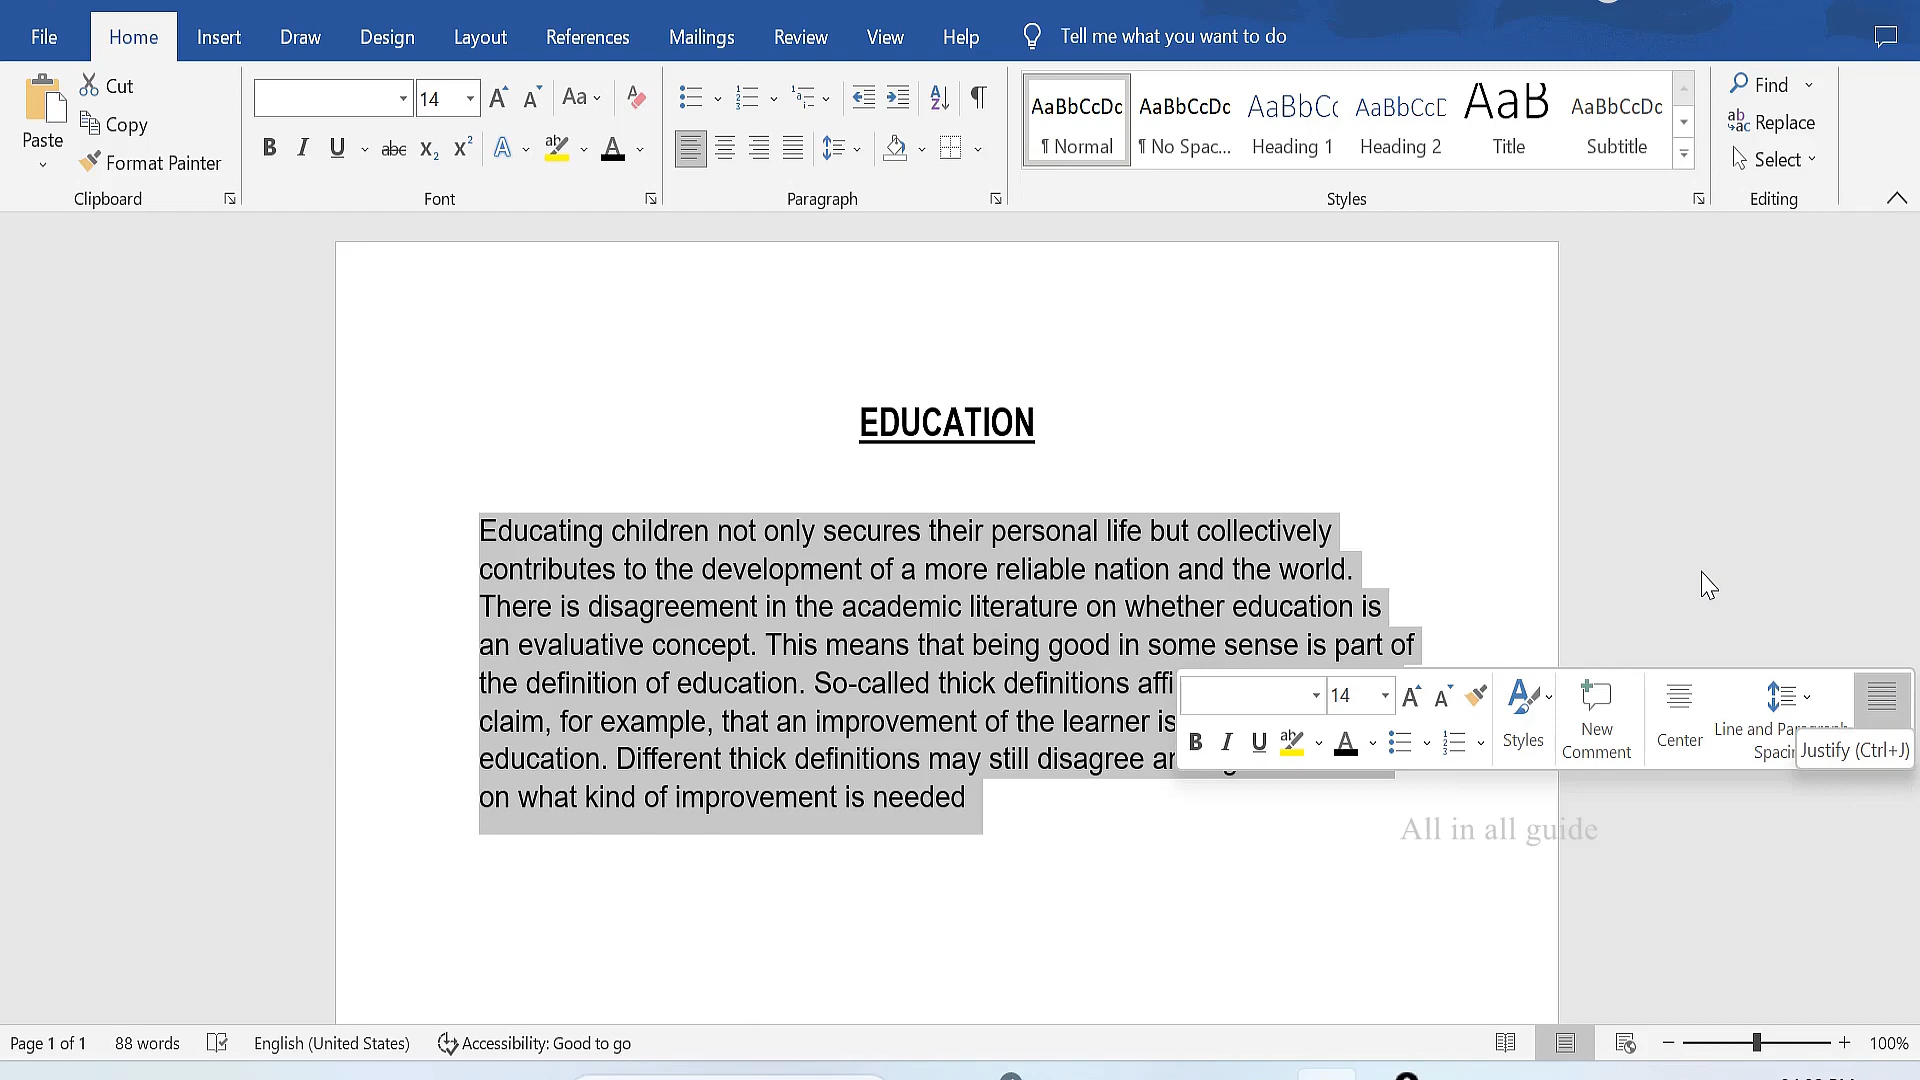 File Home Insert Draw Design Layout References Mailings Review View Help Tell me what you want to do
Paste
Cut
Copy
Format Painter
Clipboard
14
Aa
B I U abc X₂ X² A ab A
Font
Paragraph
AaBbCcDc AaBbCcDc AaBbCc AaBbCcD AaB AaBbCcDc
¶ Normal ¶ No Spac... Heading 1 Heading 2 Title Subtitle
Styles
Find
Replace
Select
Editing
EDUCATION
Educating children not only secures their personal life but collectively
contributes to the development of a more reliable nation and the world.
There is disagreement in the academic literature on whether education is
an evaluative concept. This means that being good in some sense is part of
the definition of education. So-called thick definitions
claim, for example, that an improvement of the learner is
education. Different thick definitions may still disagree
on what kind of improvement is needed
14
B I U ab A
Styles
New
Comment
Center
Line and
Justify (Ctrl+J)
All in all guide
Page 1 of 1 88 words English (United States) Accessibility: Good to go 100%